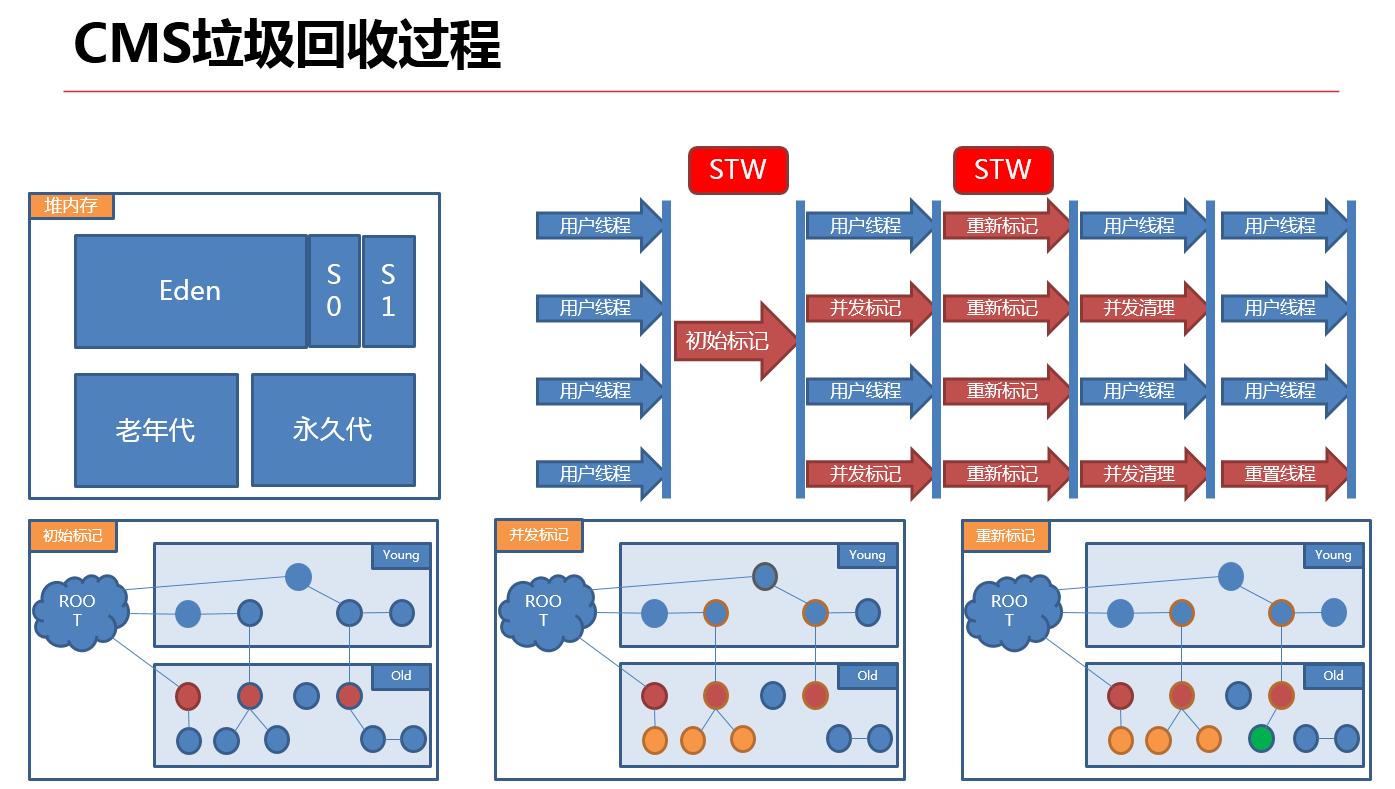 CMS垃圾回收过程
堆内存
Eden
S
0
S
1
老年代
永久代
STW
STW
用户线程
用户线程
重新标记
用户线程
用户线程
用户线程
并发标记
重新标记
并发清理
用户线程
初始标记
用户线程
用户线程
重新标记
用户线程
用户线程
用户线程
并发标记
重新标记
并发清理
重置线程
初始标记
Young
ROO
T
Old
并发标记
Young
ROO
T
Old
重新标记
Young
ROO
T
Old